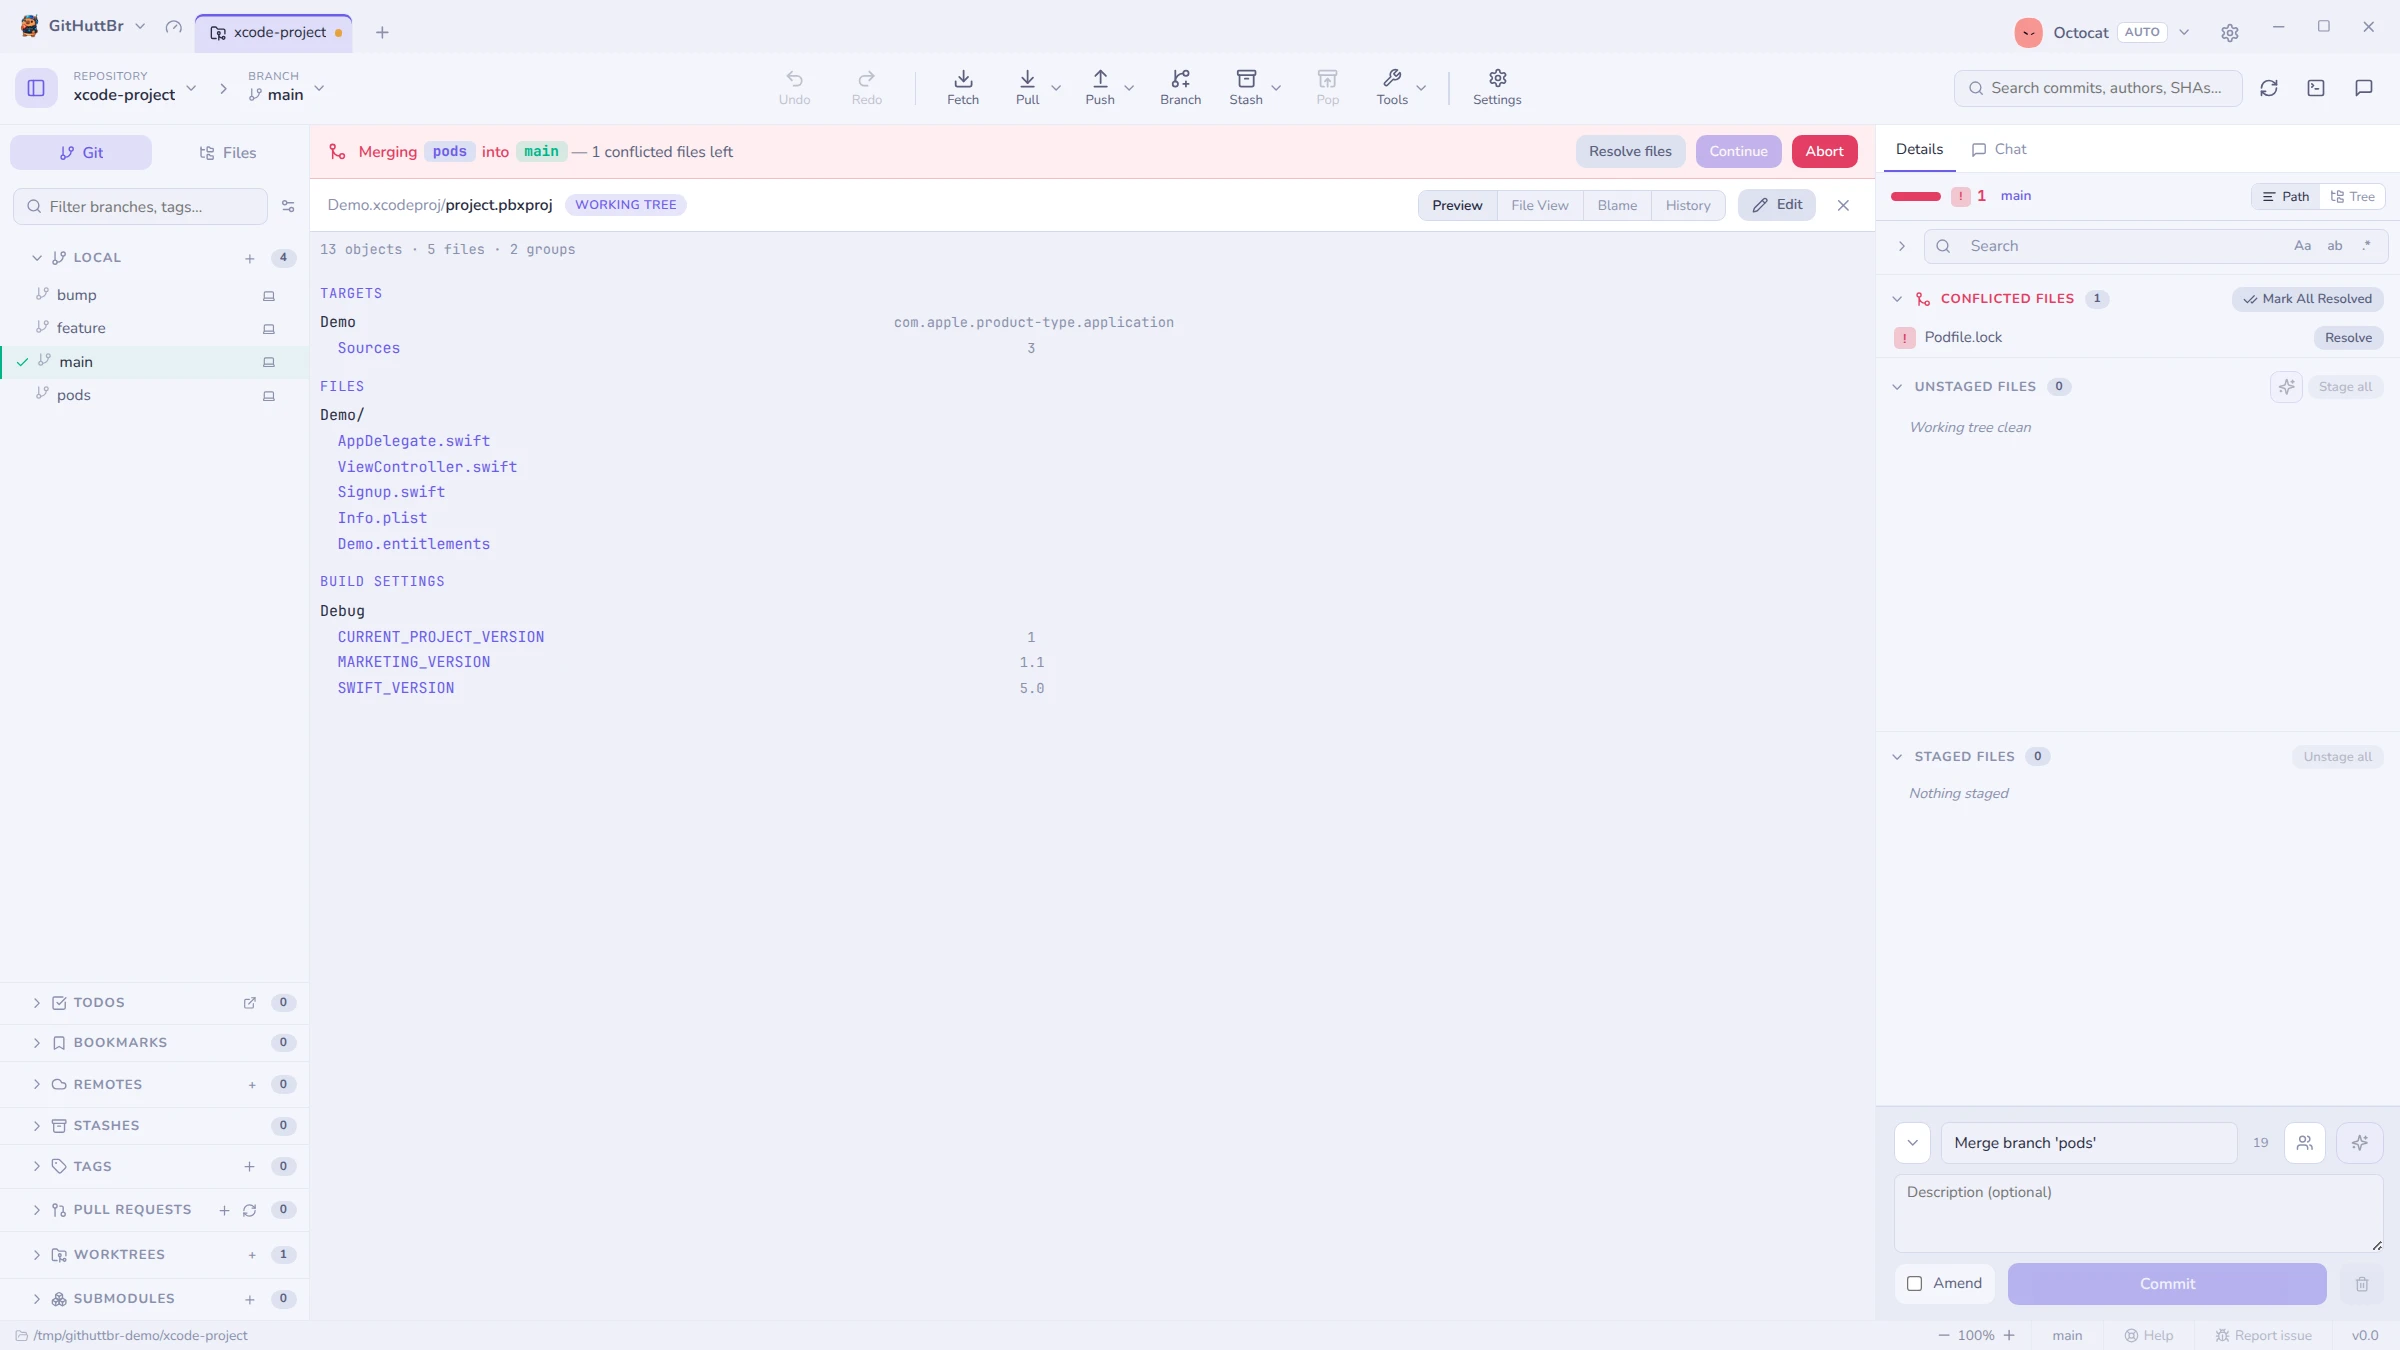 GitHuttBr
xcode-project
Octocat AUTO
REPOSITORY
xcode-project
BRANCH
main
Undo
Redo
Fetch
Pull
Push
Branch
Stash
Pop
Tools
Settings
Search commits, authors, SHAs...
Git
Files
Filter branches, tags...
LOCAL 4
bump
feature
main
pods
TODOS 0
BOOKMARKS 0
REMOTES 0
STASHES 0
TAGS 0
PULL REQUESTS 0
WORKTREES 1
SUBMODULES 0
Merging pods into main — 1 conflicted files left
Resolve files
Continue
Abort
Demo.xcodeproj/project.pbxproj WORKING TREE
Preview
File View
Blame
History
Edit
13 objects · 5 files · 2 groups
TARGETS
Demo com.apple.product-type.application
Sources 3
FILES
Demo/
AppDelegate.swift
ViewController.swift
Signup.swift
Info.plist
Demo.entitlements
BUILD SETTINGS
Debug
CURRENT_PROJECT_VERSION 1
MARKETING_VERSION 1.1
SWIFT_VERSION 5.0
Details
Chat
! 1 main
Path
Tree
Search
Aa ab .*
CONFLICTED FILES 1
Mark All Resolved
! Podfile.lock
Resolve
UNSTAGED FILES 0
Stage all
Working tree clean
STAGED FILES 0
Unstage all
Nothing staged
Merge branch 'pods' 19
Description (optional)
Amend
Commit
/tmp/githuttbr-demo/xcode-project
100%
main
Help
Report issue
v0.0